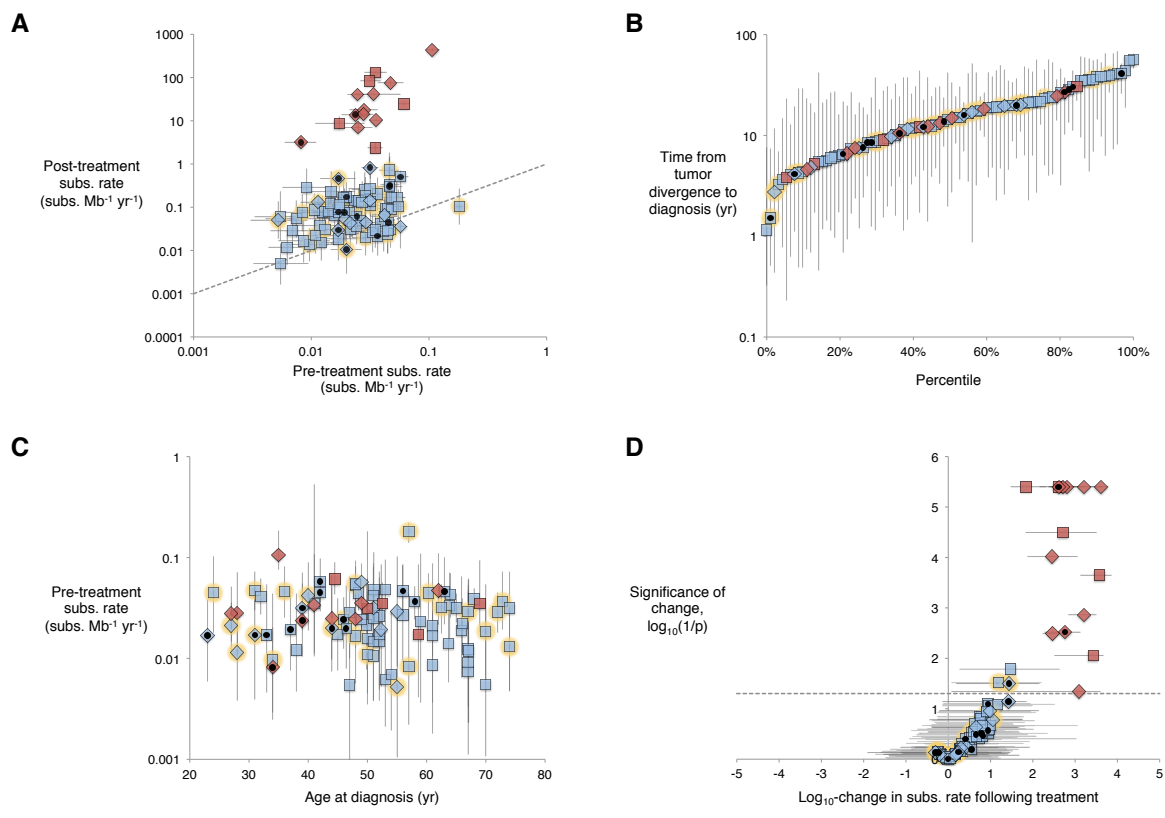 A
1000
100
10
1
0.1
0.01
0.001
0.0001
Post-treatment
subs. rate
(subs. Mb⁻¹ yr⁻¹)
0.001
0.01
0.1
1
Pre-treatment subs. rate
(subs. Mb⁻¹ yr⁻¹)
B
100
10
1
0.1
Time from
tumor
divergence to
diagnosis (yr)
0%
20%
40%
60%
80%
100%
Percentile
C
1
0.1
0.01
0.001
Pre-treatment
subs. rate
(subs. Mb⁻¹ yr⁻¹)
20
30
40
50
60
70
80
Age at diagnosis (yr)
D
6
5
4
3
2
1
0
Significance of
change,
log₁₀(1/p)
-5
-4
-3
-2
-1
0
1
2
3
4
5
Log₁₀-change in subs. rate following treatment